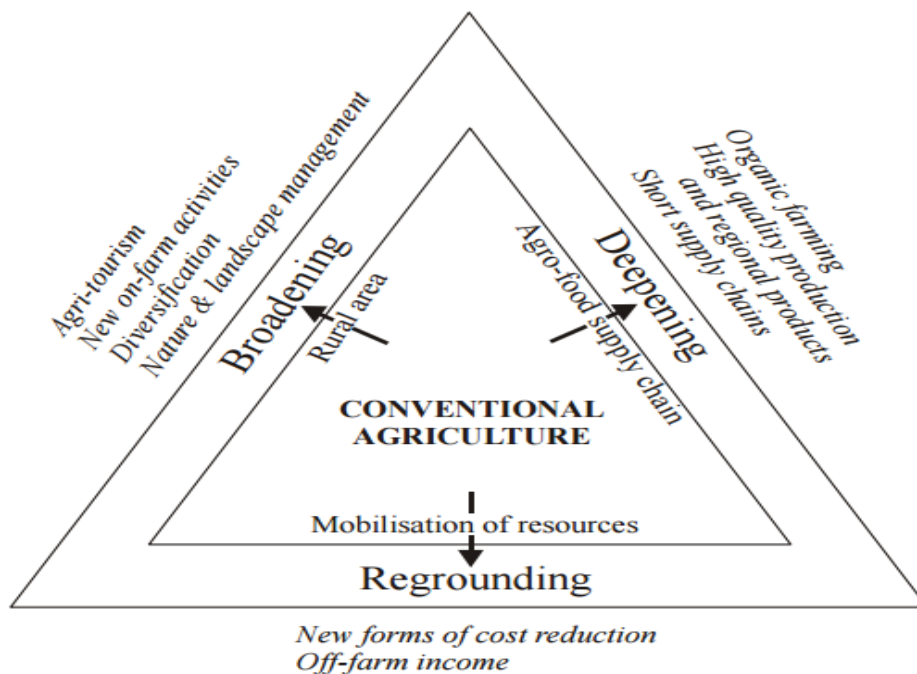 Agri-tourism
New on-farm activities
Diversification
Nature & landscape management
Broadening
Rural area
Organic farming
High quality production
and regional products
Short supply chains
Deepening
Agro-food supply chain
CONVENTIONAL
AGRICULTURE
Mobilisation of resources
Regrounding
New forms of cost reduction
Off-farm income